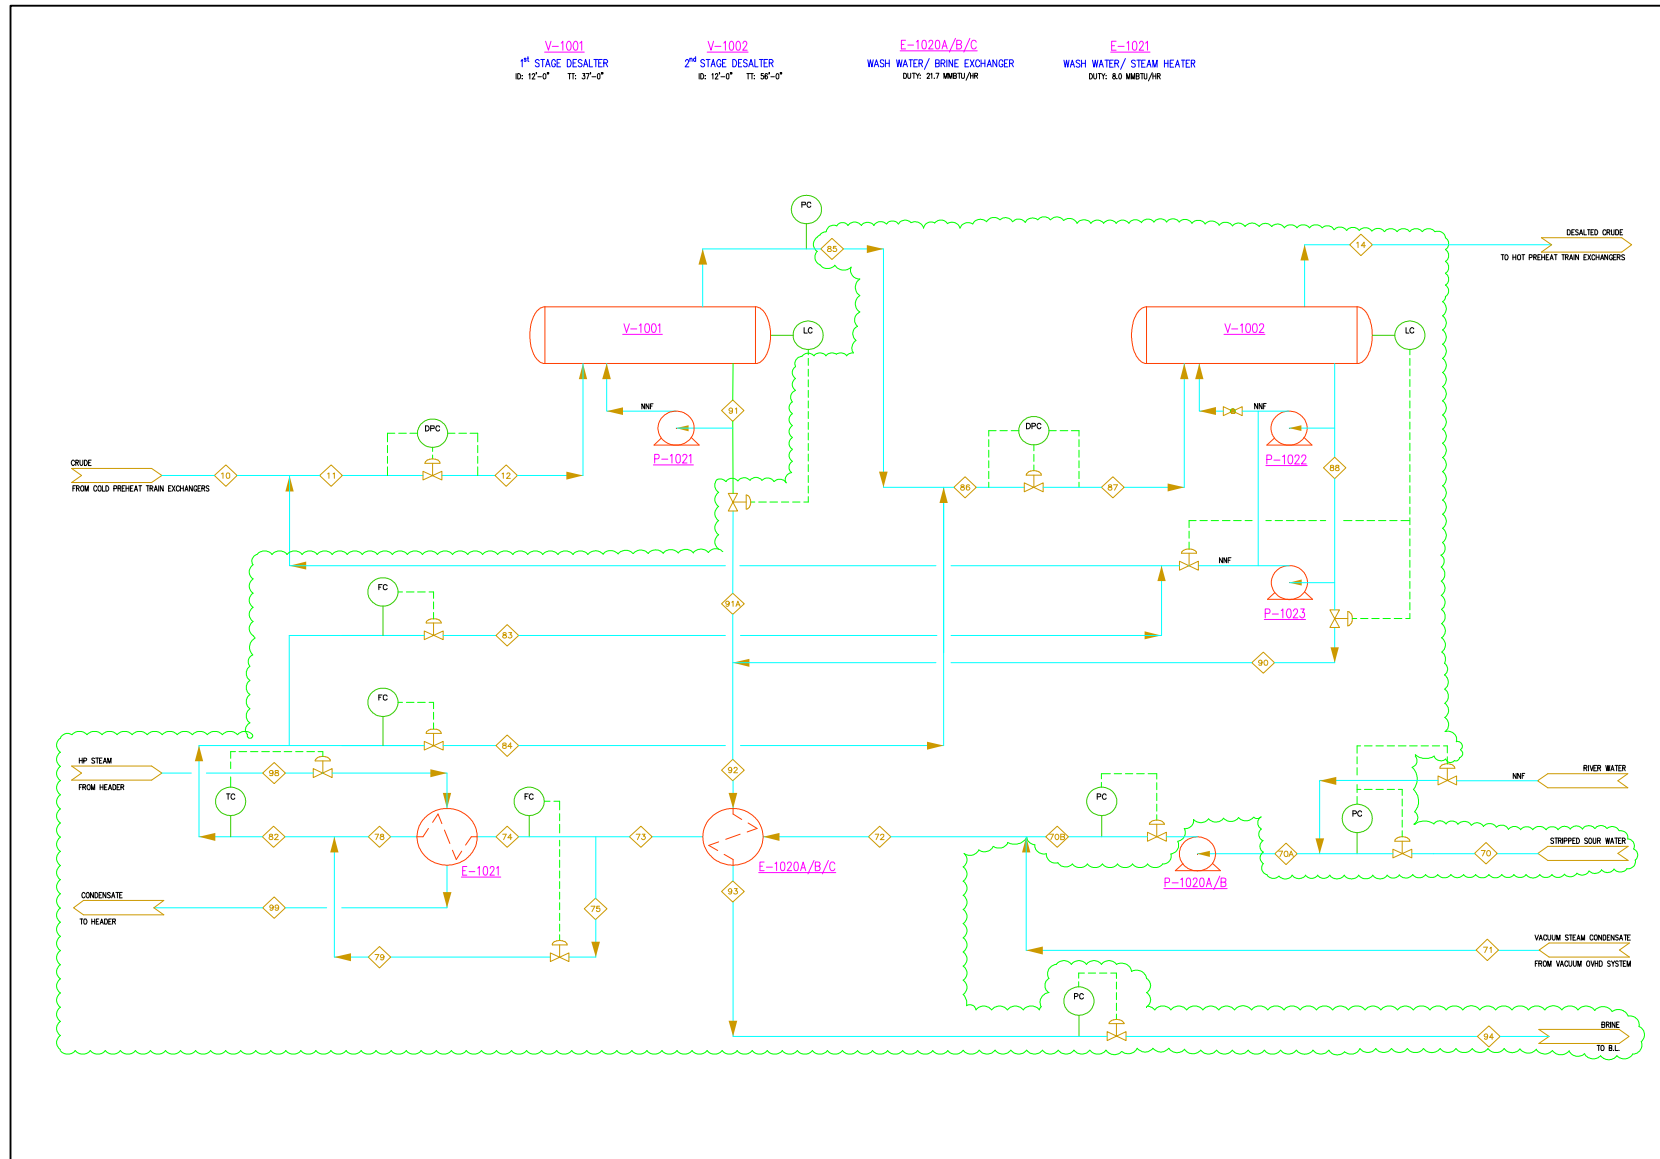 V-1001
1st STAGE DESALTER
ID: 12'-0" TT: 37'-0"
V-1002
2nd STAGE DESALTER
ID: 12'-0" TT: 56'-0"
E-1020A/B/C
WASH WATER/ BRINE EXCHANGER
DUTY: 21.7 MMBTU/HR
E-1021
WASH WATER/ STEAM HEATER
DUTY: 8.0 MMBTU/HR
PC
85
14
DESALTED CRUDE
TO HOT PREHEAT TRAIN EXCHANGERS
V-1001
LC
V-1002
LC
NNF
91
NNF
DPC
DPC
P-1021
P-1022
CRUDE
10
11
12
88
FROM COLD PREHEAT TRAIN EXCHANGERS
86
87
NNF
FC
91A
P-1023
83
90
FC
84
HP STEAM
98
92
RIVER WATER
NNF
FROM HEADER
TC
FC
PC
PC
82
78
74
73
72
70B
STRIPPED SOUR WATER
70A
70
E-1021
E-1020A/B/C
P-1020A/B
93
CONDENSATE
99
75
TO HEADER
VACUUM STEAM CONDENSATE
71
79
FROM VACUUM OVHD SYSTEM
PC
BRINE
94
TO B.L.